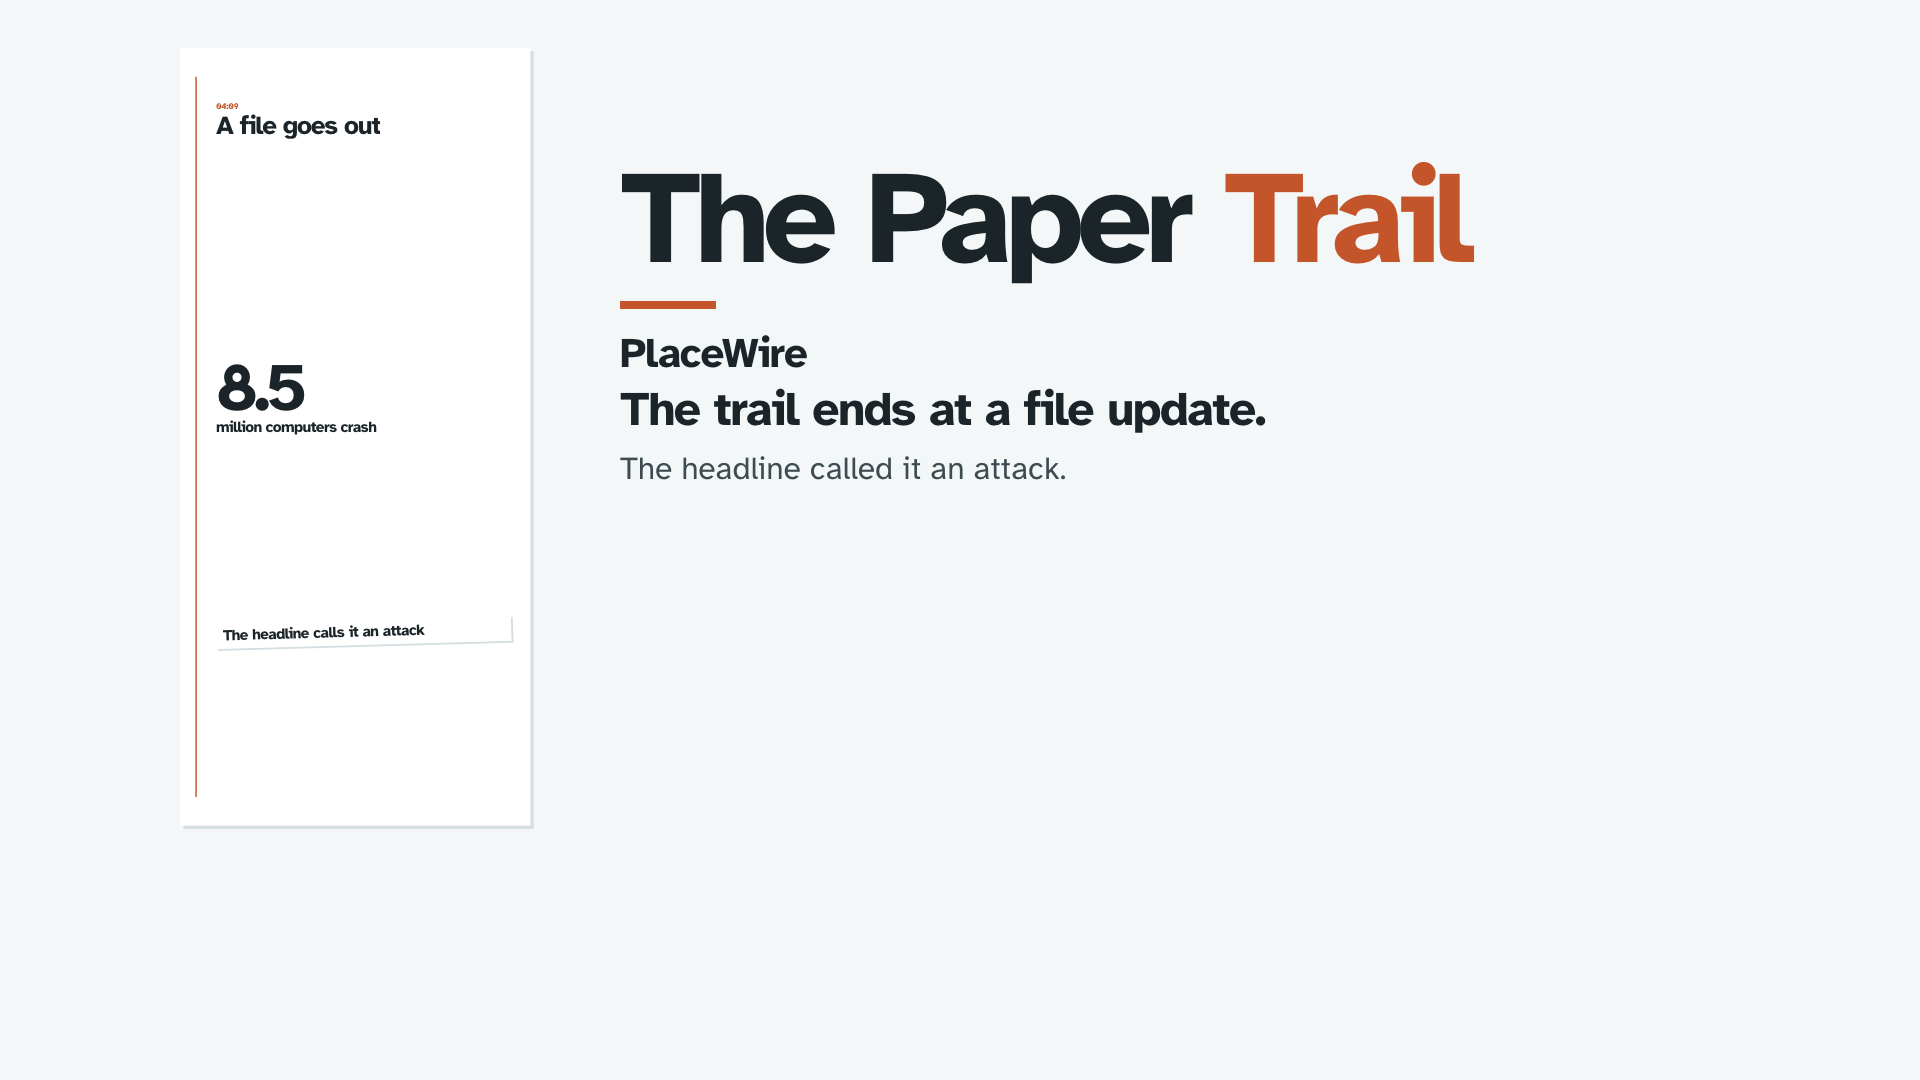 04:09
A file goes out
8.5
million computers crash
The headline calls it an attack
The Paper Trail
PlaceWire
The trail ends at a file update.
The headline called it an attack.